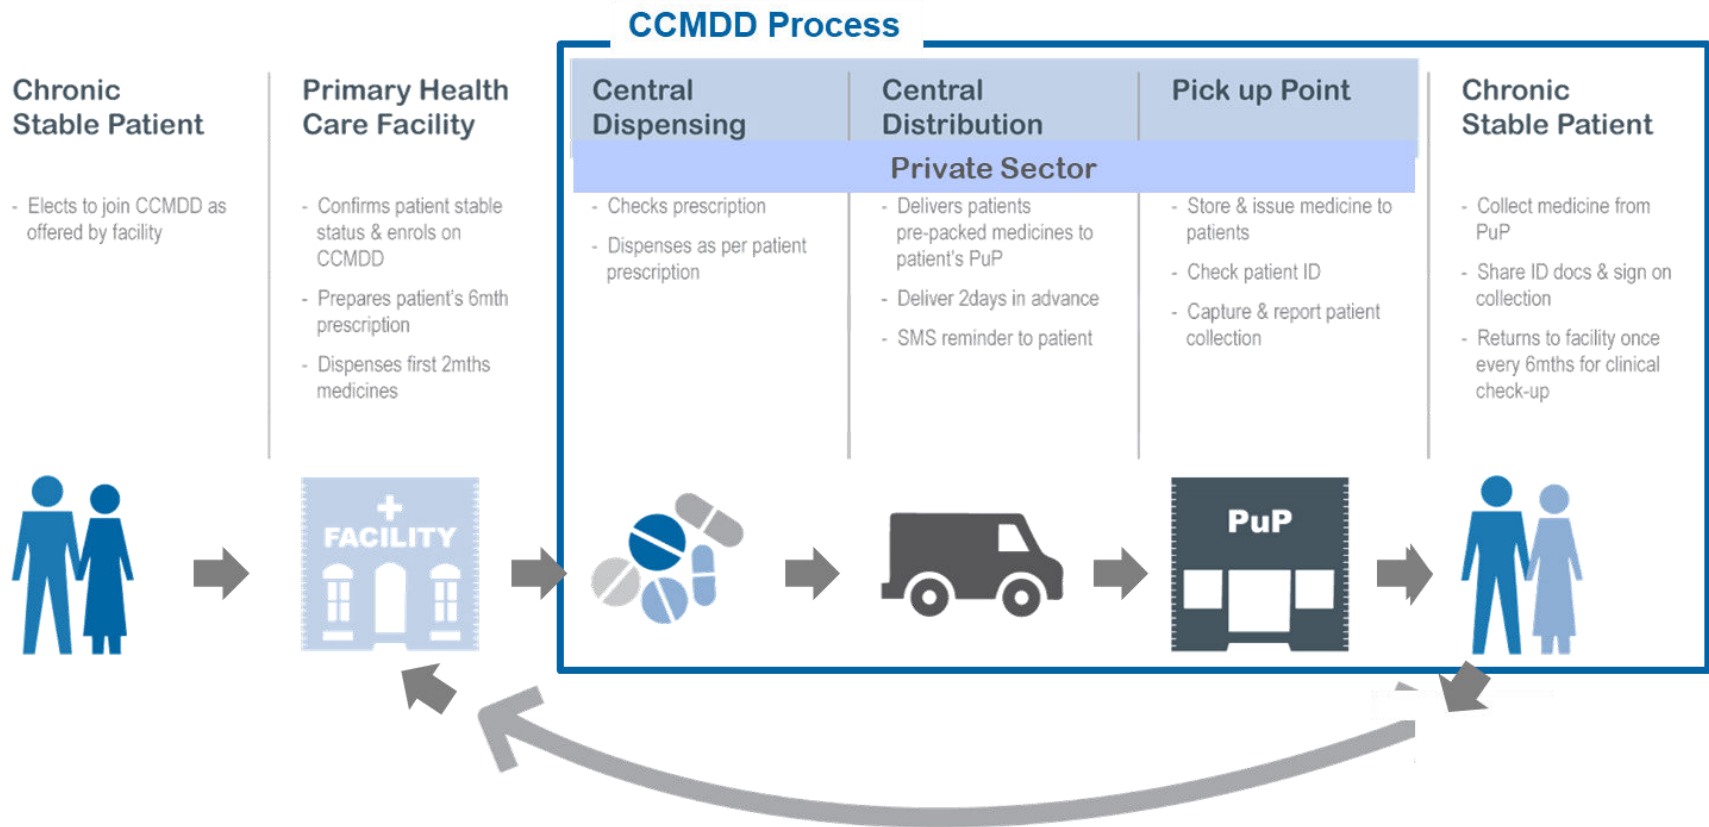 CCMDD Process
Chronic
Stable Patient
- Elects to join CCMDD as
offered by facility
Primary Health
Care Facility
- Confirms patient stable
status & enrols on
CCMDD
- Prepares patient's 6mth
prescription
- Dispenses first 2mths
medicines
Central
Dispensing
Central
Distribution
Pick up Point
Private Sector
- Checks prescription
- Dispenses as per patient
prescription
- Delivers patients
pre-packed medicines to
patient's PuP
- Deliver 2days in advance
- SMS reminder to patient
- Store & issue medicine to
patients
- Check patient ID
- Capture & report patient
collection
Chronic
Stable Patient
- Collect medicine from
PuP
- Share ID docs & sign on
collection
- Returns to facility once
every 6mths for clinical
check-up
FACILITY
PuP